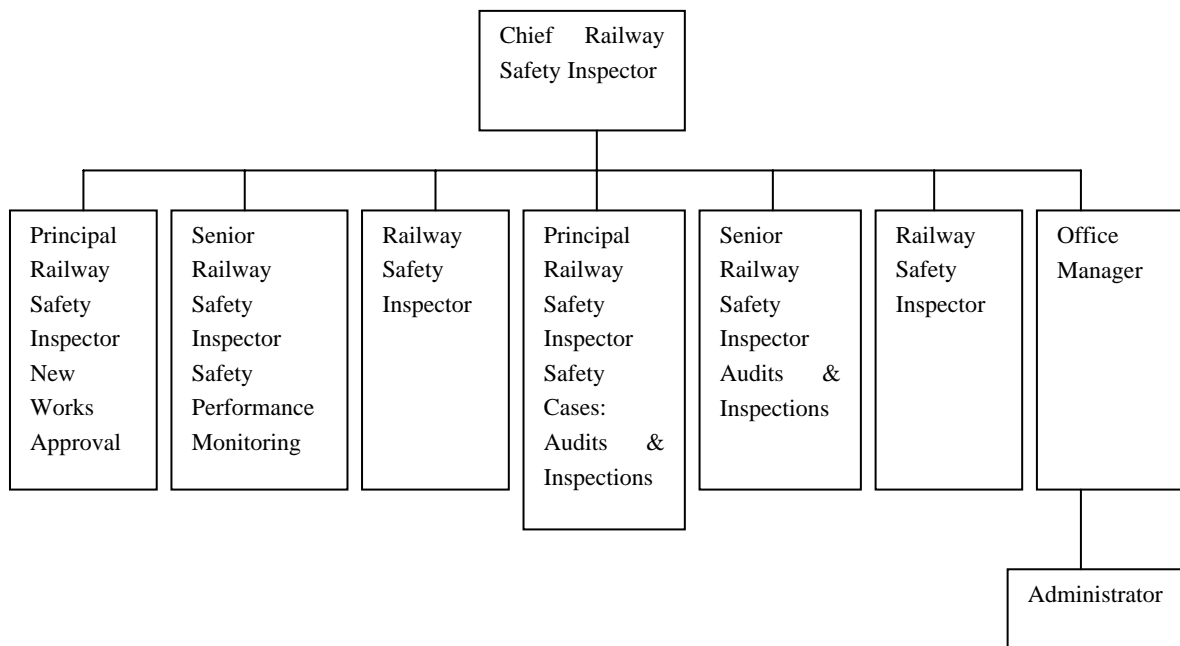 Chief Railway
Safety Inspector
Principal
Railway
Safety
Inspector
New
Works
Approval
Senior
Railway
Safety
Inspector
Safety
Performance
Monitoring
Railway
Safety
Inspector
Principal
Railway
Safety
Inspector
Safety
Cases:
Audits &
Inspections
Senior
Railway
Safety
Inspector
Audits &
Inspections
Railway
Safety
Inspector
Office
Manager
Administrator